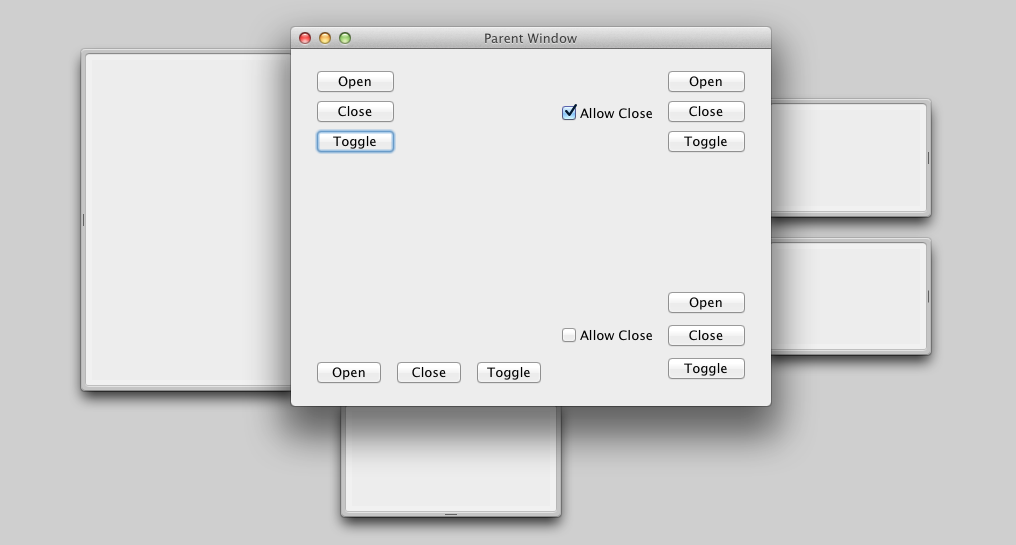 Parent Window
Open
Open
Close
Allow Close
Close
Toggle
Toggle
Open
Allow Close
Close
Open
Close
Toggle
Toggle